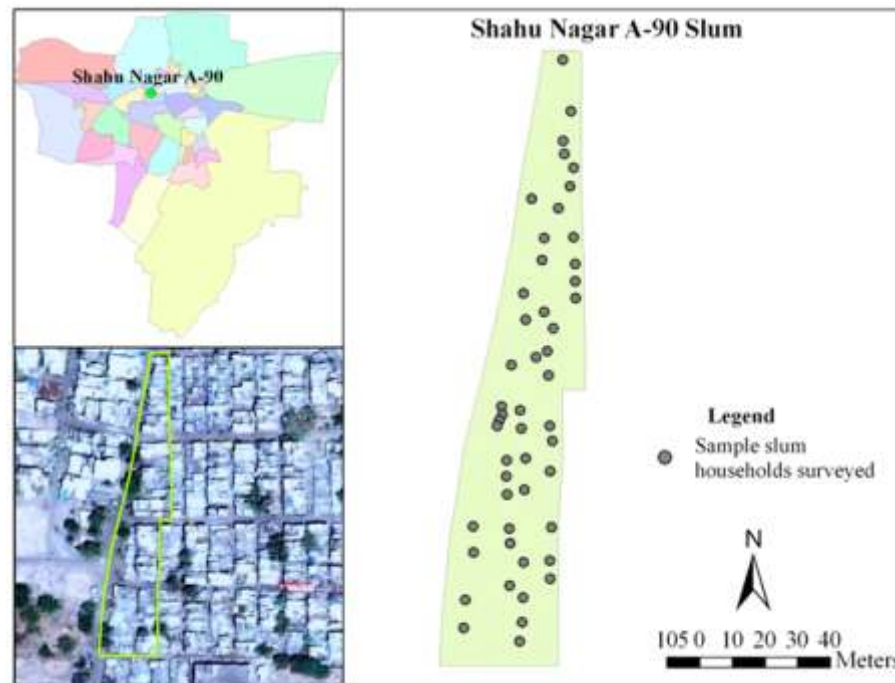 Shahu Nagar A-90
Shahu Nagar A-90 Slum
Legend
Sample slum
households surveyed
N
105 0 10 20 30 40
Meters